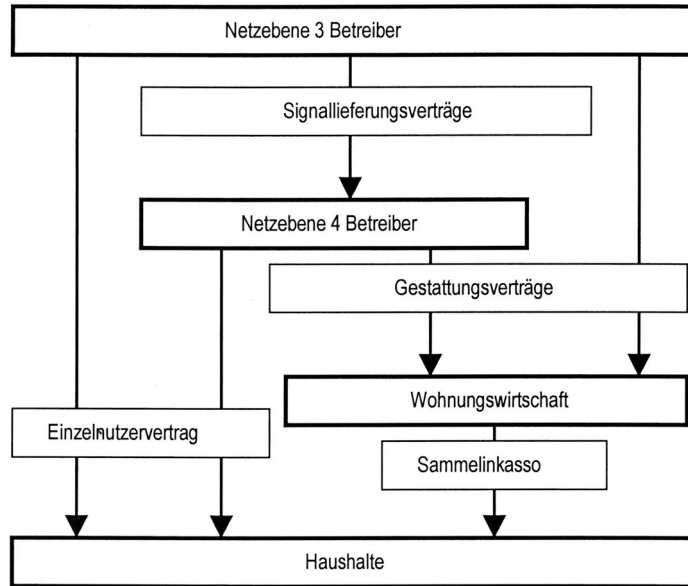 Netzebene 3 Betreiber
Signallieferungsverträge
Netzebene 4 Betreiber
Gestattungsverträge
Wohnungswirtschaft
Einzelnutzervertrag
Sammelinkasso
Haushalte